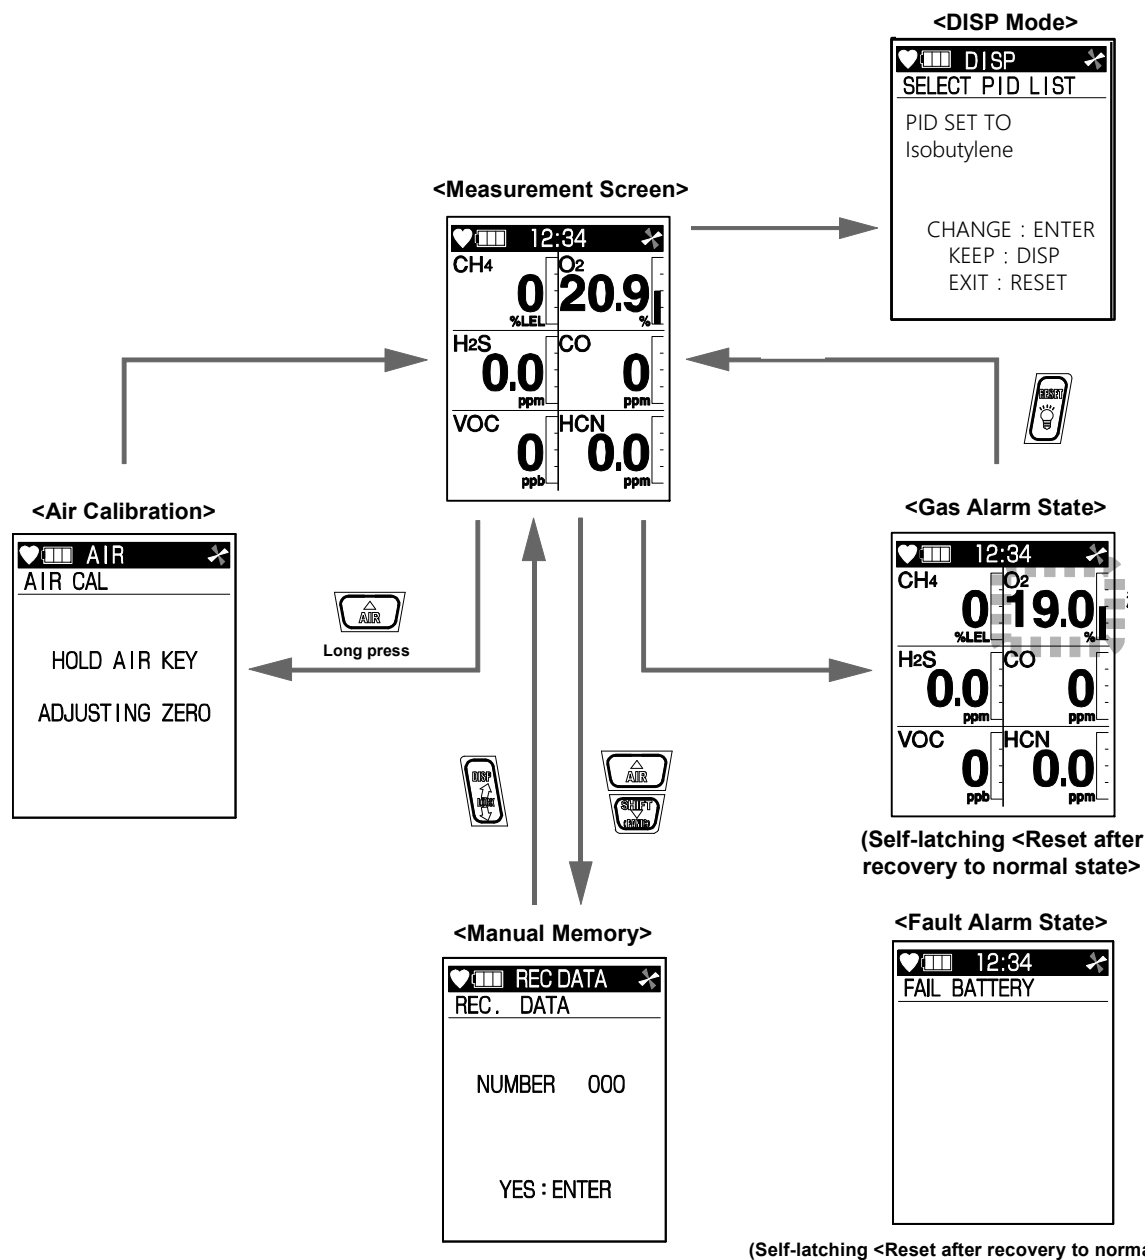 <DISP Mode>
DISP
SELECT PID LIST
PID SET TO
Isobutylene
CHANGE : ENTER
KEEP : DISP
EXIT : RESET
<Measurement Screen>
12:34
CH4 O2
0 20.9
%LEL %
H2S CO
0.0 0
ppm ppm
VOC HCN
0 0.0
ppb ppm
RESET
<Air Calibration>
AIR
AIR CAL
HOLD AIR KEY
ADJUSTING ZERO
AIR
Long press
<Gas Alarm State>
12:34
CH4 O2
0 19.0
%LEL %
H2S CO
0.0 0
ppm ppm
VOC HCN
0 0.0
ppb ppm
(Self-latching <Reset after
recovery to normal state>
DISP
AIR
SHIFT
<Manual Memory>
REC DATA
REC. DATA
NUMBER 000
YES : ENTER
<Fault Alarm State>
12:34
FAIL BATTERY
(Self-latching <Reset after recovery to norma